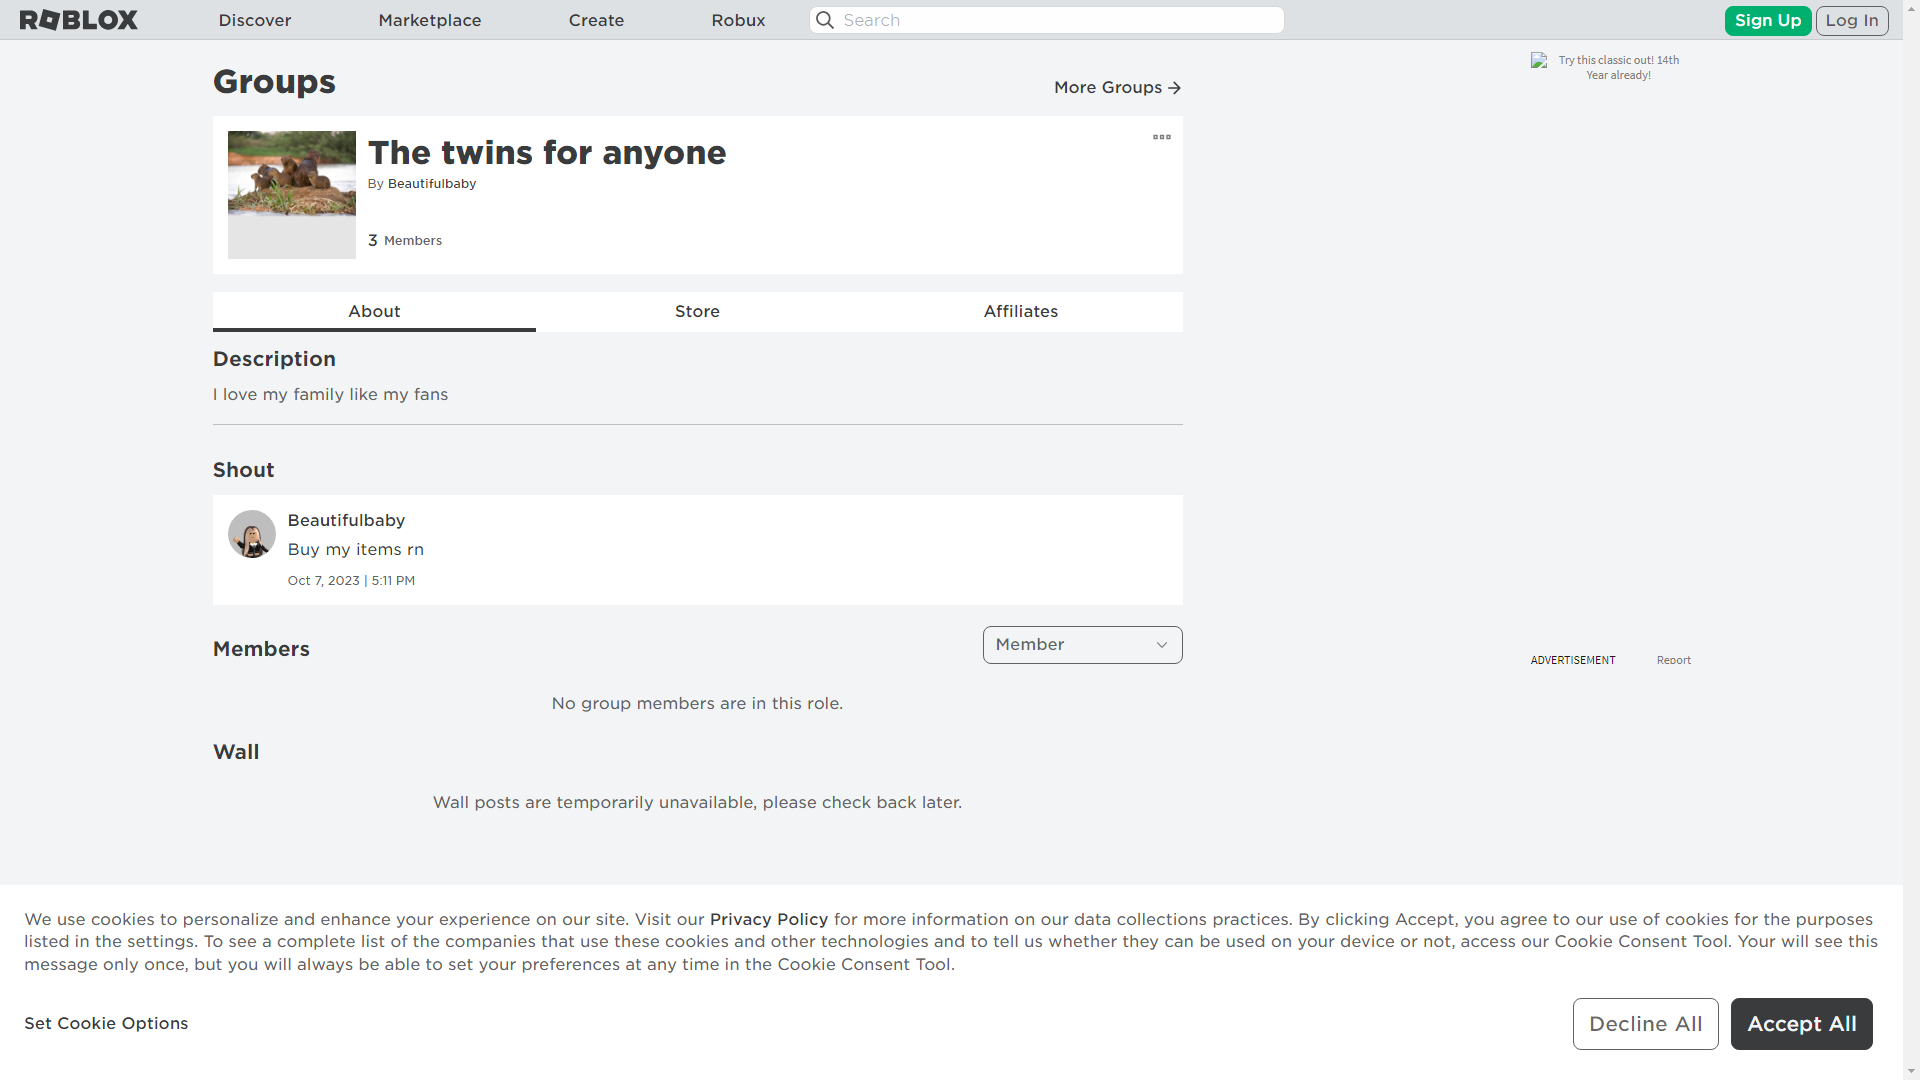 ROBLOX
Discover
Marketplace
Create
Robux
Search
Sign Up
Log In
Groups
More Groups
Try this classic out! 14th
Year already!
The twins for anyone
By Beautifulbaby
3 Members
About
Store
Affiliates
Description
I love my family like my fans
Shout
Beautifulbaby
Buy my items rn
Oct 7, 2023 | 5:11 PM
Members
Member
ADVERTISEMENT
Report
No group members are in this role.
Wall
Wall posts are temporarily unavailable, please check back later.
We use cookies to personalize and enhance your experience on our site. Visit our Privacy Policy for more information on our data collections practices. By clicking Accept, you agree to our use of cookies for the purposes
listed in the settings. To see a complete list of the companies that use these cookies and other technologies and to tell us whether they can be used on your device or not, access our Cookie Consent Tool. Your will see this
message only once, but you will always be able to set your preferences at any time in the Cookie Consent Tool.
Set Cookie Options
Decline All
Accept All